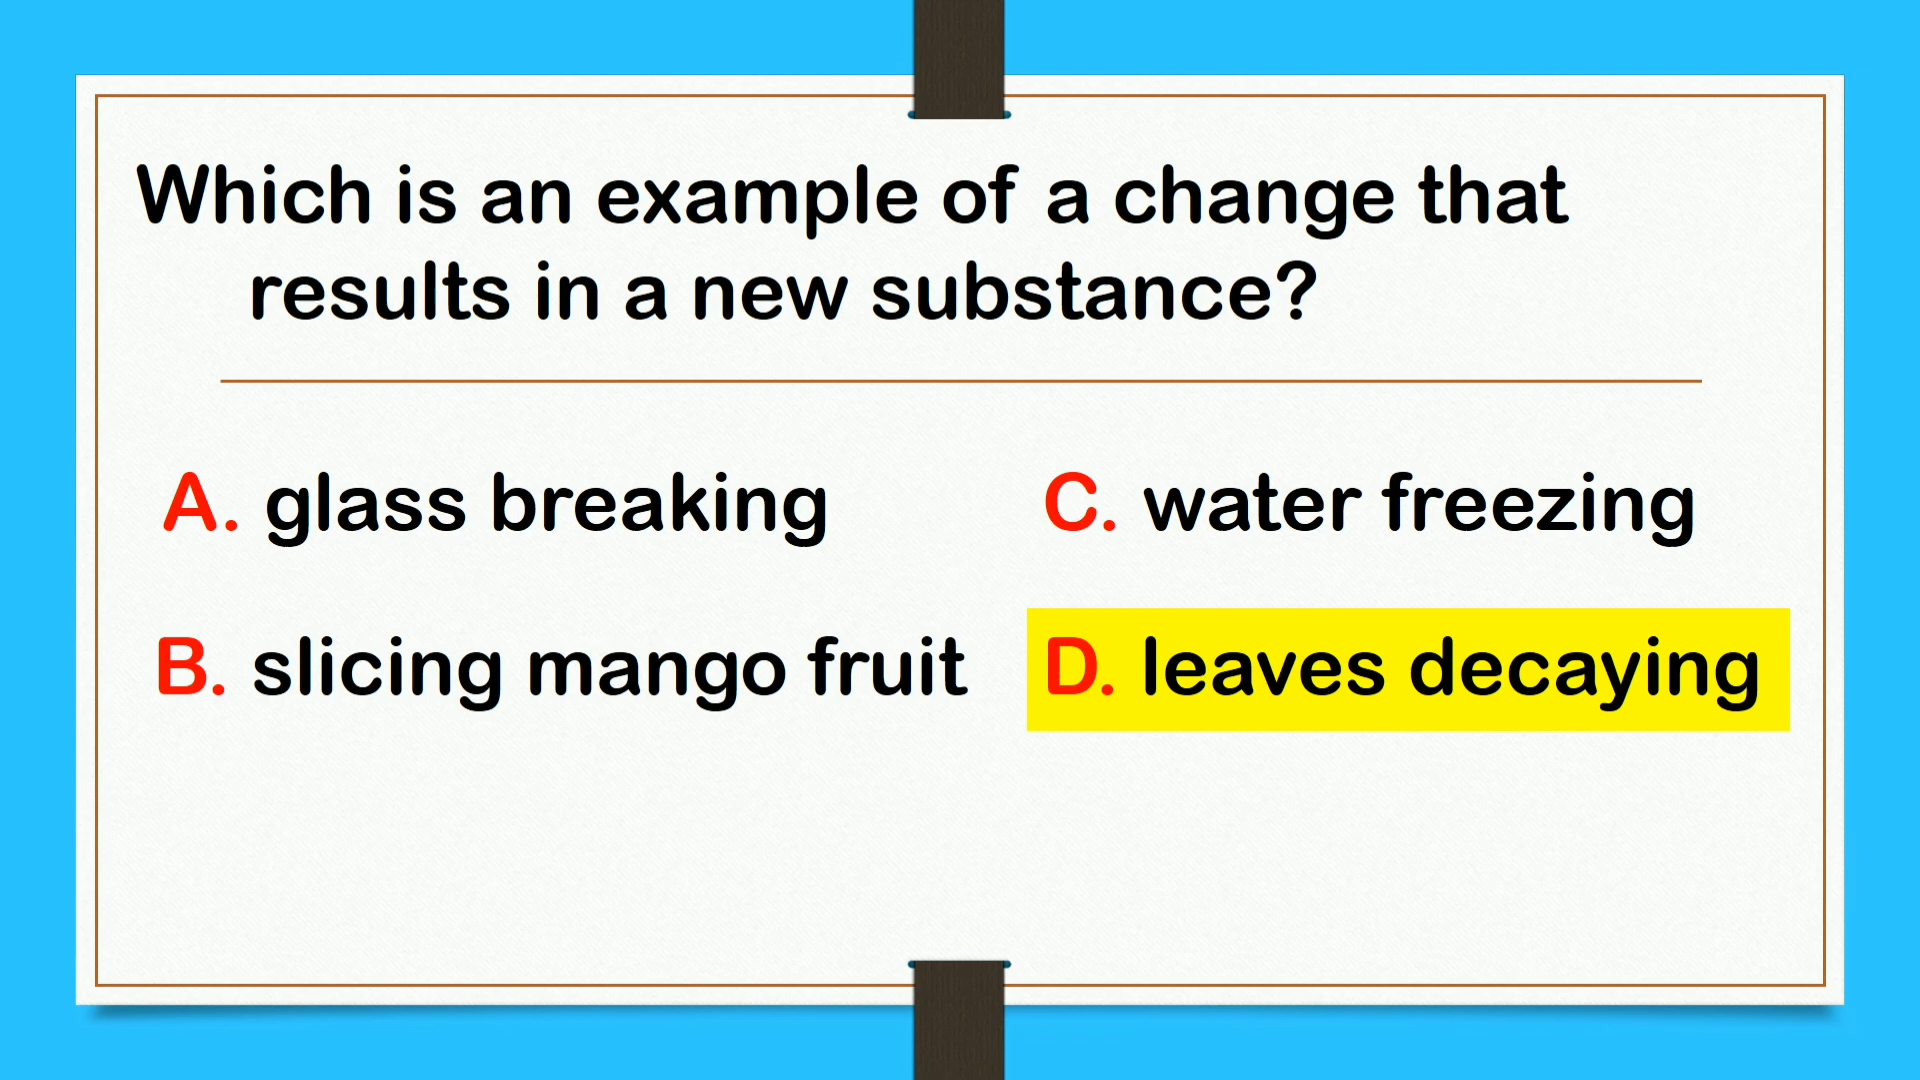 Which is an example of a change that
results in a new substance?
A. glass breaking
B. slicing mango fruit
C. water freezing
D. leaves decaying